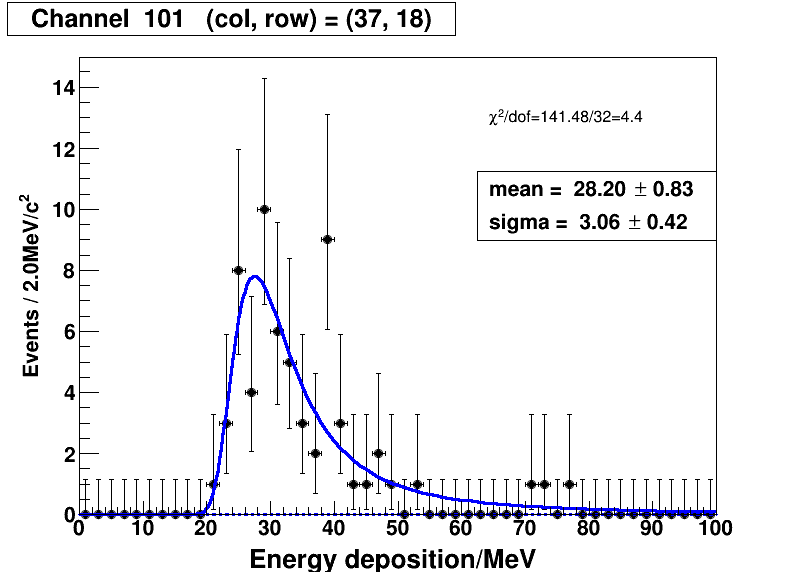 Channel 101 (col, row) = (37, 18)
χ²/dof=141.48/32=4.4
mean = 28.20 ± 0.83
sigma = 3.06 ± 0.42
Events / 2.0MeV/c²
14
12
10
8
6
4
2
0
0 10 20 30 40 50 60 70 80 90 100
Energy deposition/MeV